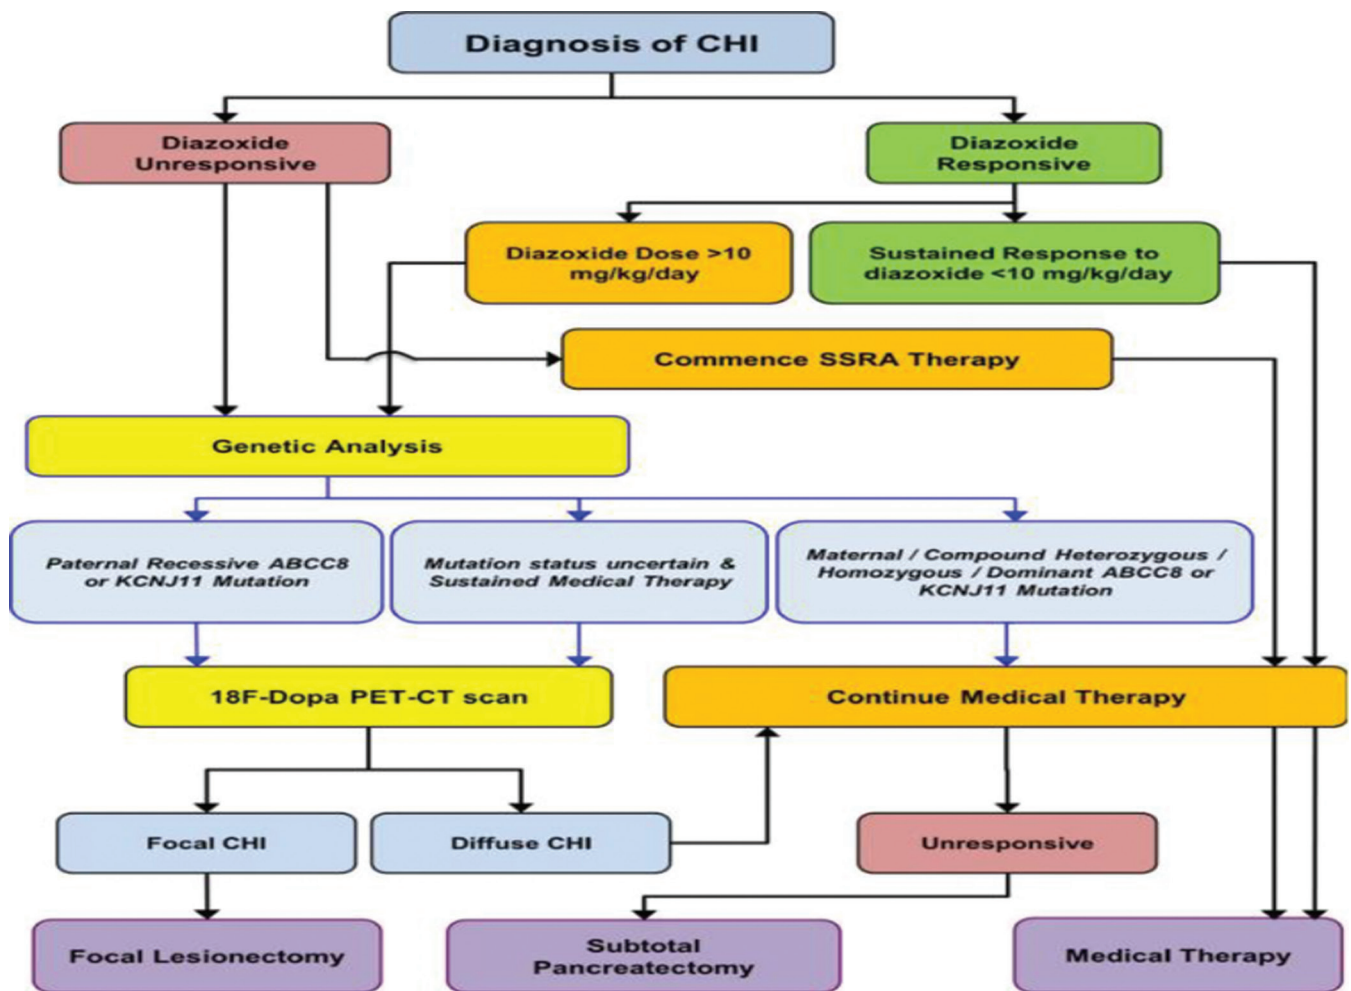 Diagnosis of CHI
Diazoxide
Unresponsive
Diazoxide
Responsive
Diazoxide Dose >10
mg/kg/day
Sustained Response to
diazoxide <10 mg/kg/day
Commence SSRA Therapy
Genetic Analysis
Paternal Recessive ABCC8
or KCNJ11 Mutation
Mutation status uncertain &
Sustained Medical Therapy
Maternal / Compound Heterozygous /
Homozygous / Dominant ABCC8 or
KCNJ11 Mutation
18F-Dopa PET-CT scan
Continue Medical Therapy
Focal CHI
Diffuse CHI
Unresponsive
Focal Lesionectomy
Subtotal
Pancreatectomy
Medical Therapy